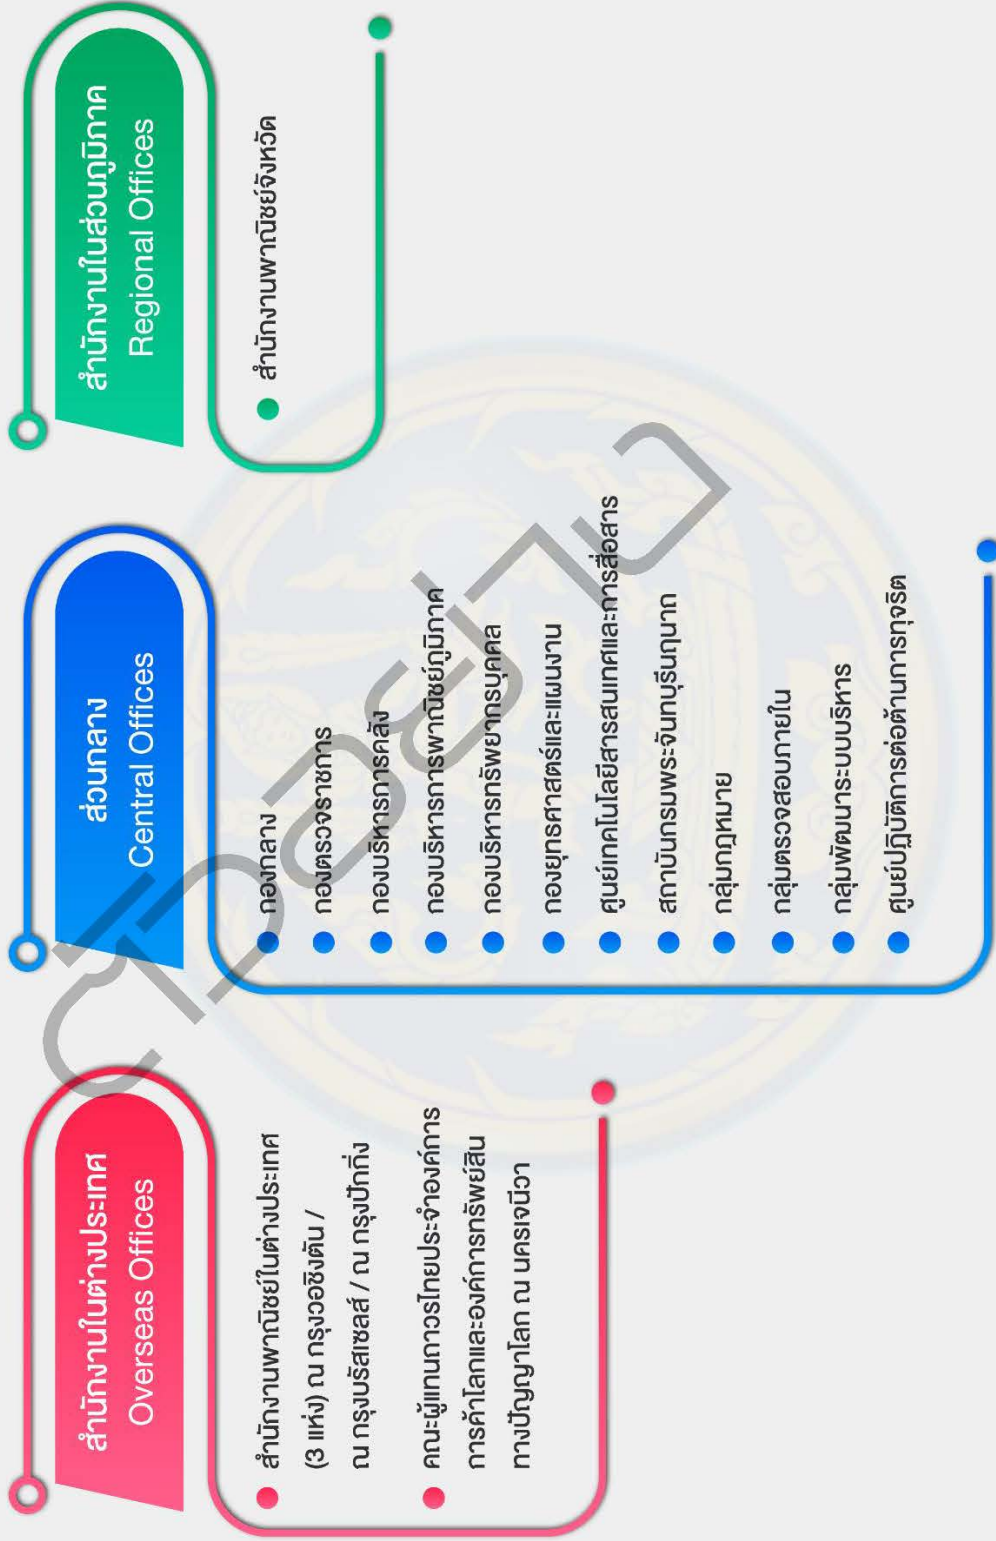 สำนักงานในต่างประเทศ
Overseas Offices
สำนักงานพาณิชย์ในต่างประเทศ
(3 แห่ง) ณ กรุงวอชิงตัน /
ณ กรุงบรัสเซลส์ / ณ กรุงปักกิ่ง
คณะผู้แทนถาวรไทยประจำองค์การ
การค้าโลกและองค์การทรัพย์สิน
ทางปัญญาโลก ณ นครเจนีวา
ส่วนกลาง
Central Offices
กองกลาง
กองตรวจราชการ
กองบริหารการคลัง
กองบริหารการพาณิชย์ภูมิภาค
กองบริหารทรัพยากรบุคคล
กองยุทธศาสตร์และแผนงาน
ศูนย์เทคโนโลยีสารสนเทศและการสื่อสาร
สถาบันกรมพระจันทบุรีนฤนาท
กลุ่มกฎหมาย
กลุ่มตรวจสอบภายใน
กลุ่มพัฒนาระบบบริหาร
ศูนย์ปฏิบัติการต่อต้านการทุจริต
สำนักงานในส่วนภูมิภาค
Regional Offices
สำนักงานพาณิชย์จังหวัด
ตัวอย่าง